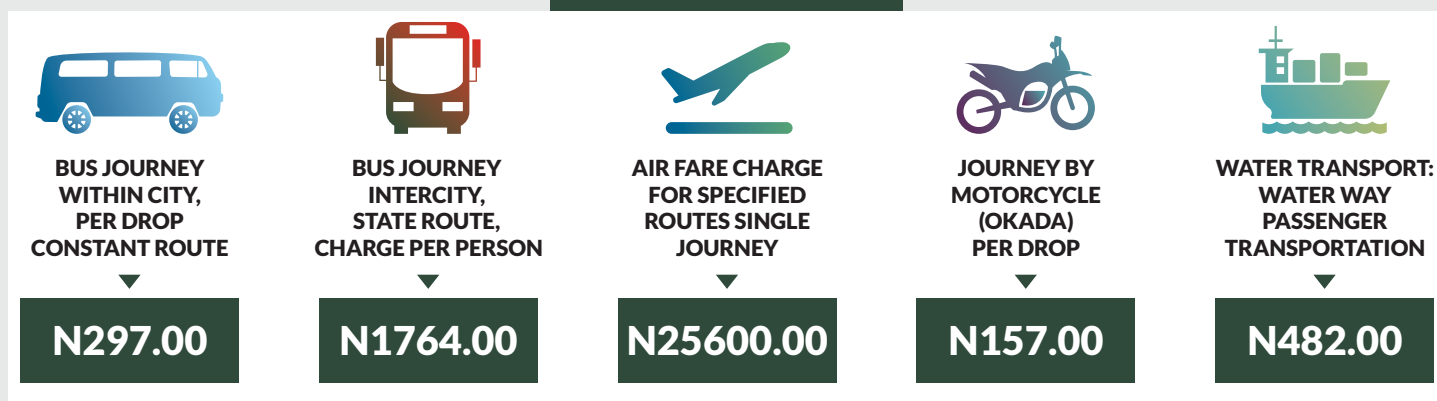 BUS JOURNEY
WITHIN CITY,
PER DROP
CONSTANT ROUTE
N297.00
BUS JOURNEY
INTERCITY,
STATE ROUTE,
CHARGE PER PERSON
N1764.00
AIR FARE CHARGE
FOR SPECIFIED
ROUTES SINGLE
JOURNEY
N25600.00
JOURNEY BY
MOTORCYCLE
(OKADA)
PER DROP
N157.00
WATER TRANSPORT:
WATER WAY
PASSENGER
TRANSPORTATION
N482.00